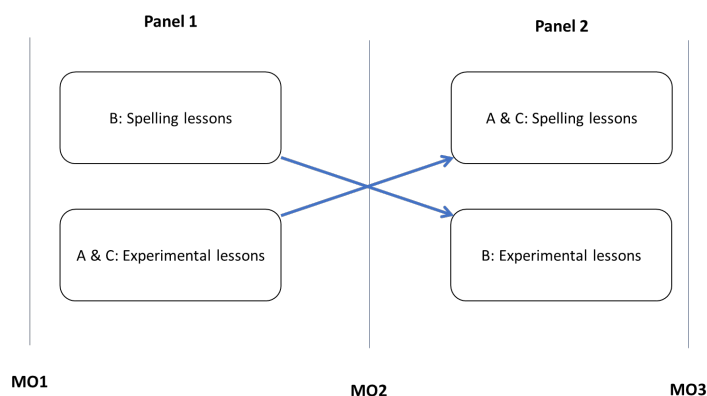 Panel 1
Panel 2
B: Spelling lessons
A & C: Spelling lessons
A & C: Experimental lessons
B: Experimental lessons
MO1
MO2
MO3